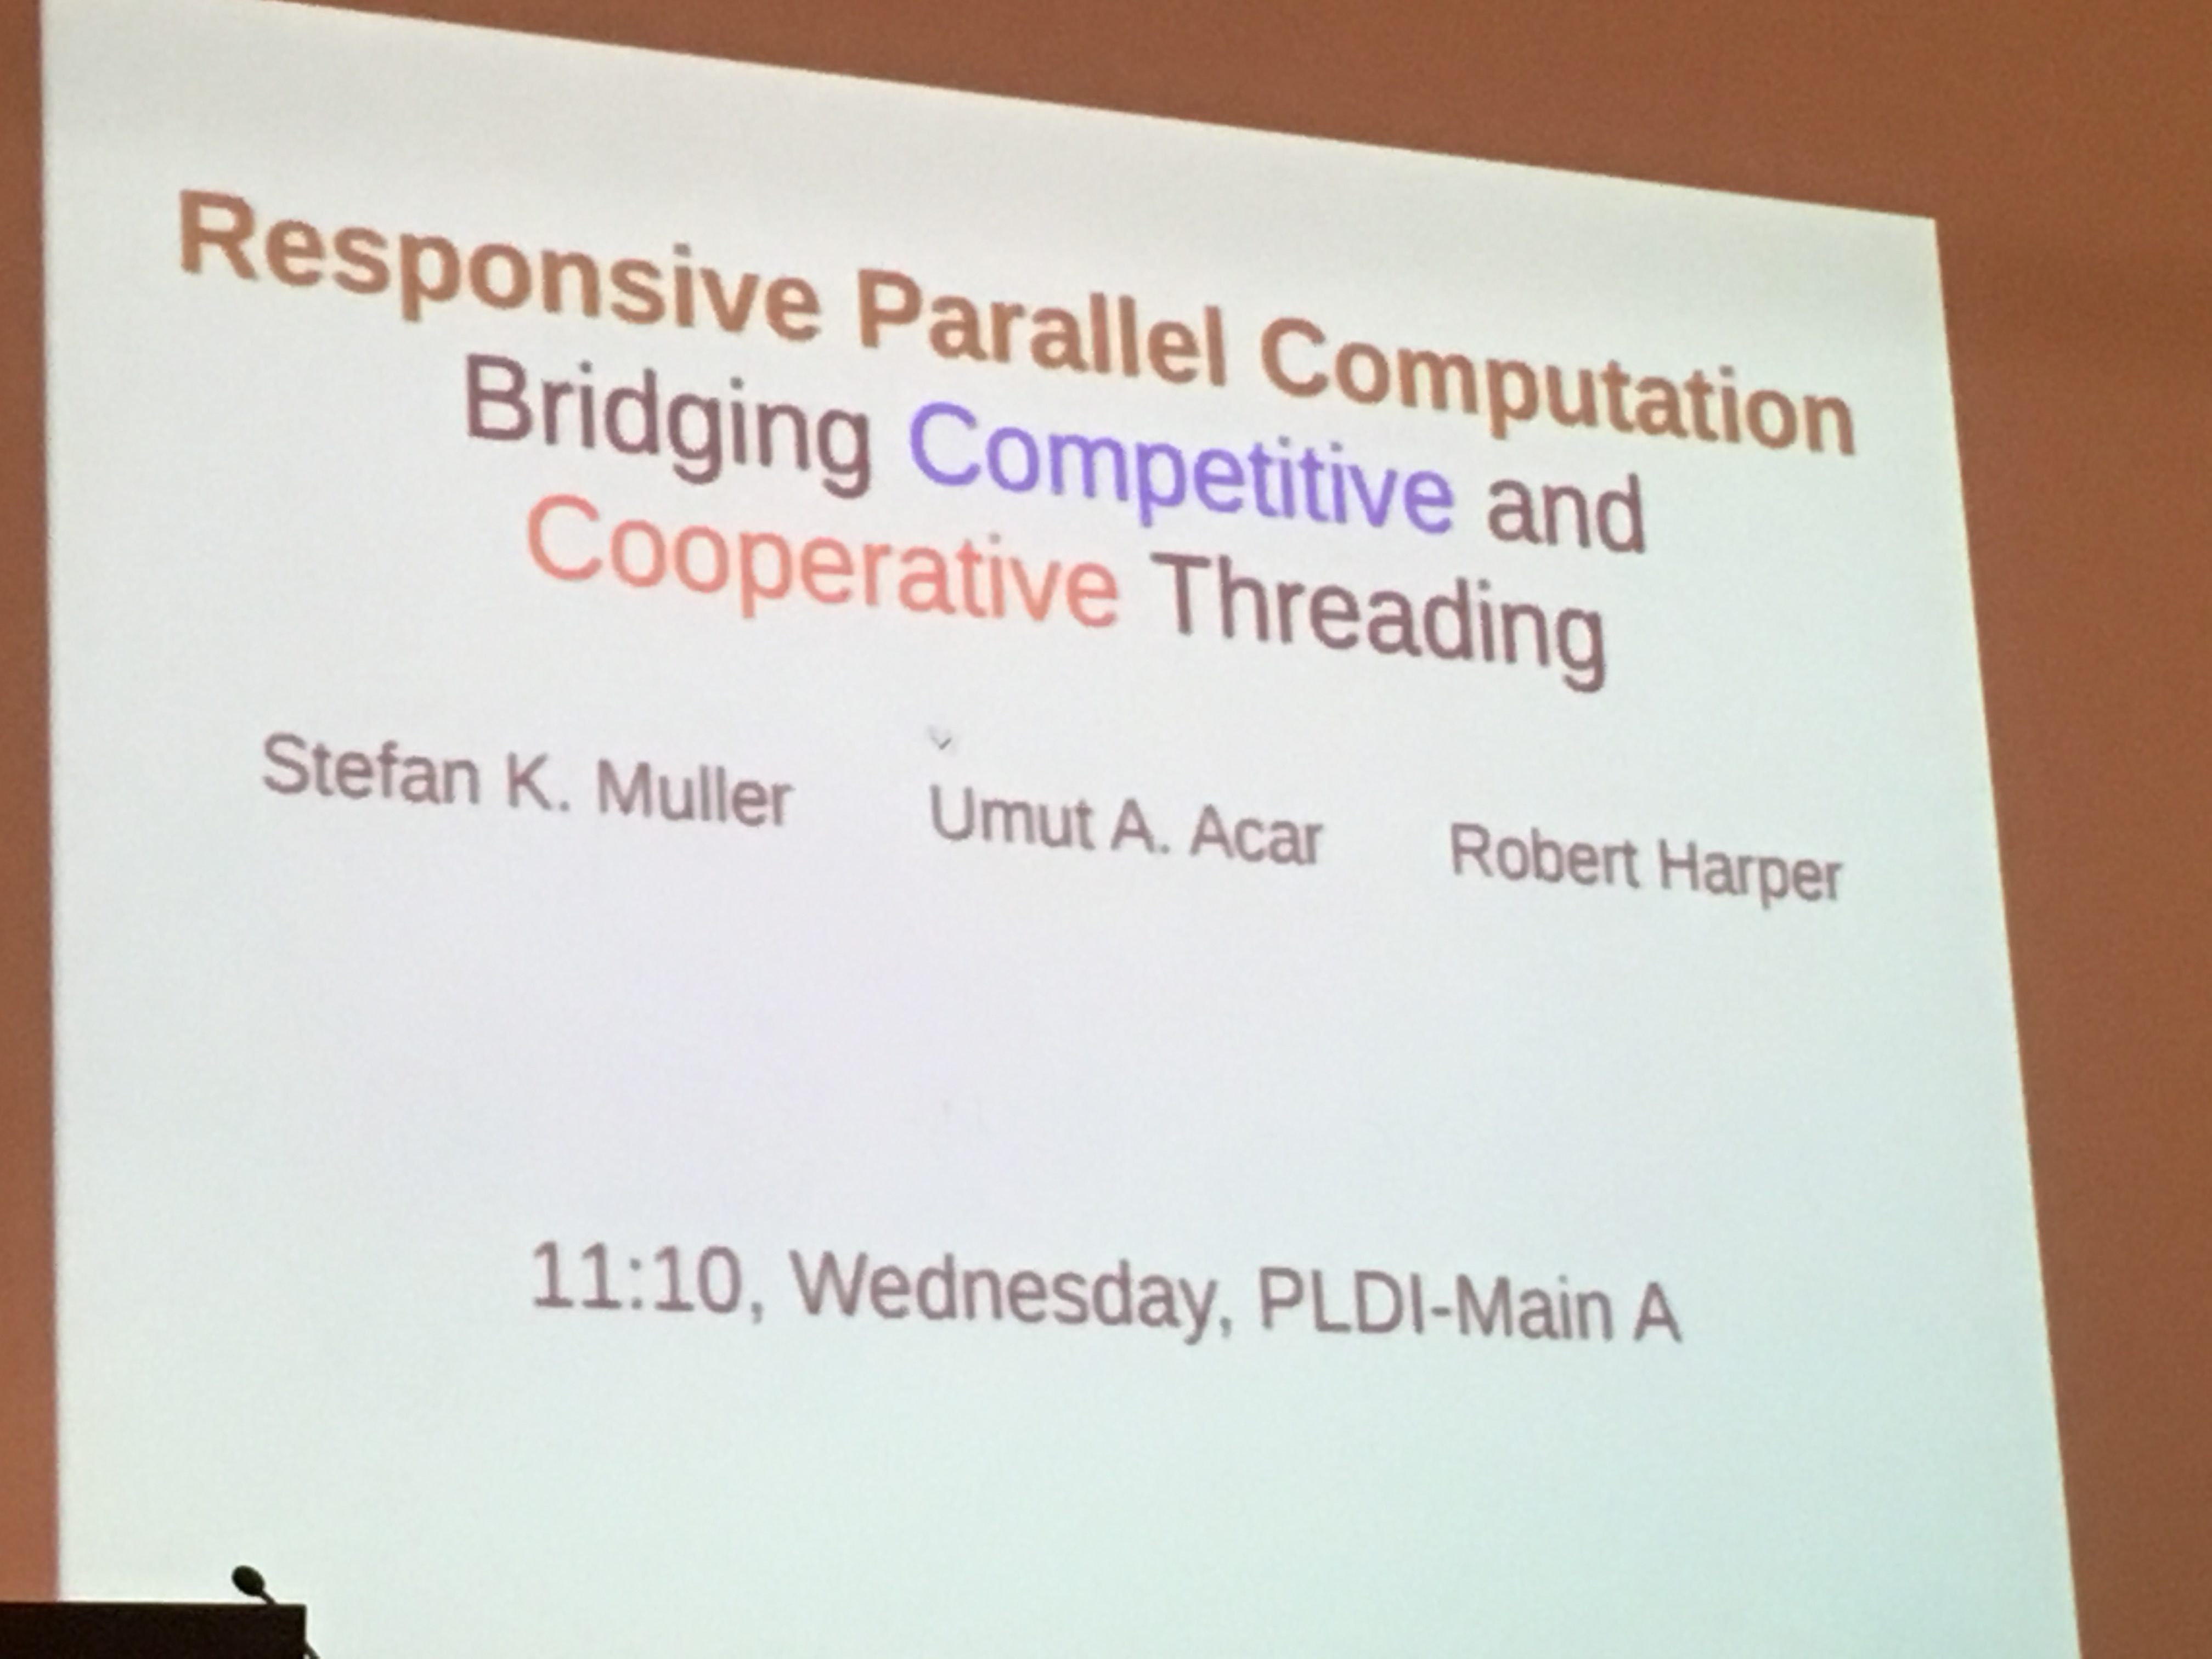 Responsive Parallel Computation
Bridging Competitive and
Cooperative Threading
Stefan K. Muller Umut A. Acar Robert Harper
11:10, Wednesday, PLDI-Main A